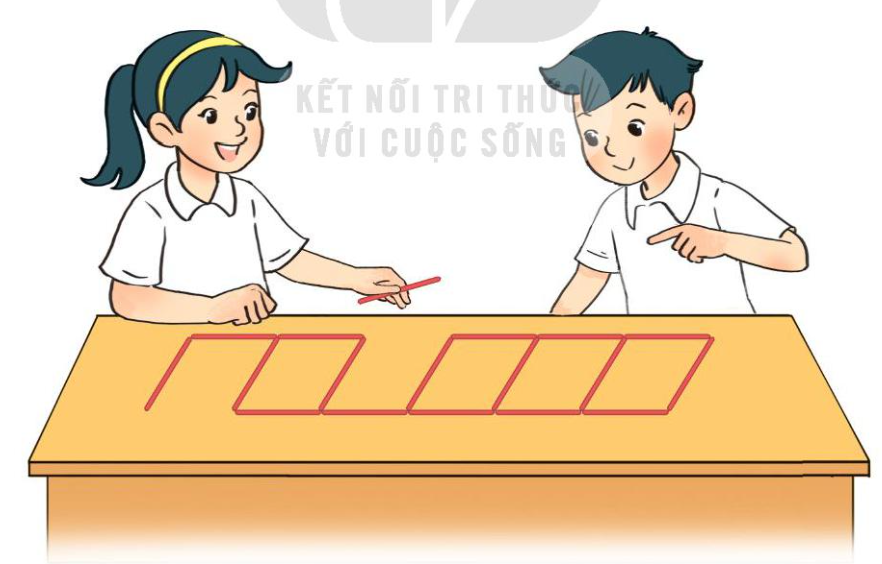 KẾT NỐI TRI THỨC
VỚI CUỘC SỐNG